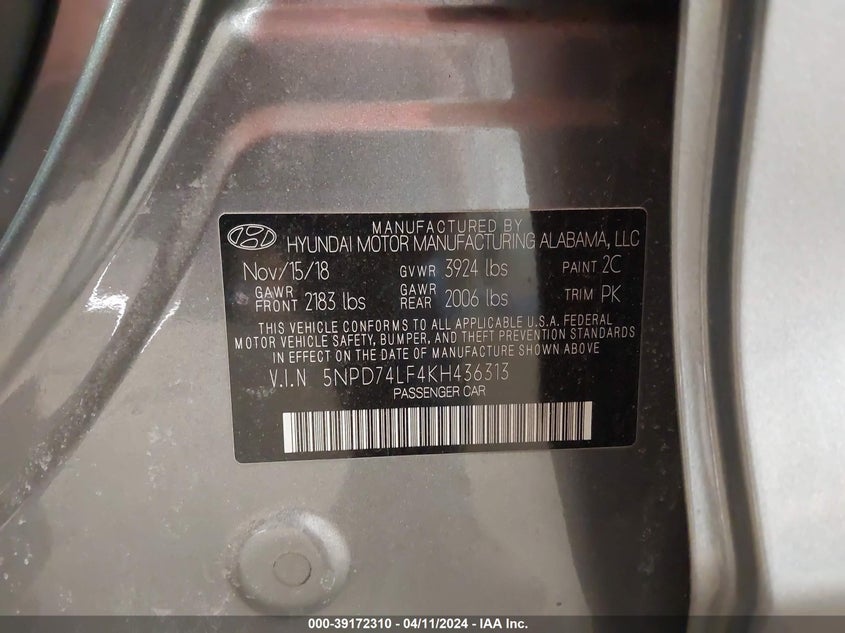 MANUFACTURED BY
HYUNDAI MOTOR MANUFACTURING ALABAMA, LLC
Nov/15/18 GVWR 3924 lbs PAINT 2C
GAWR FRONT 2183 lbs GAWR REAR 2006 lbs TRIM PK
THIS VEHICLE CONFORMS TO ALL APPLICABLE U.S.A. FEDERAL
MOTOR VEHICLE SAFETY, BUMPER, AND THEFT PREVENTION STANDARDS
IN EFFECT ON THE DATE OF MANUFACTURE SHOWN ABOVE
V.I.N 5NPD74LF4KH436313
PASSENGER CAR
000-39172310 - 04/11/2024 - IAA Inc.